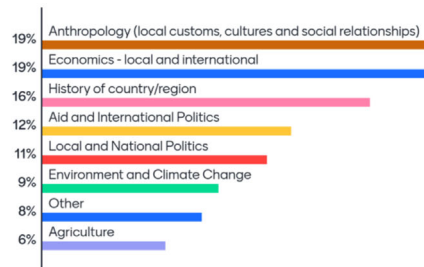 Anthropology (local customs, cultures and social relationships)
19%
Economics - local and international
19%
History of country/region
16%
Aid and International Politics
12%
Local and National Politics
11%
Environment and Climate Change
9%
Other
8%
Agriculture
6%